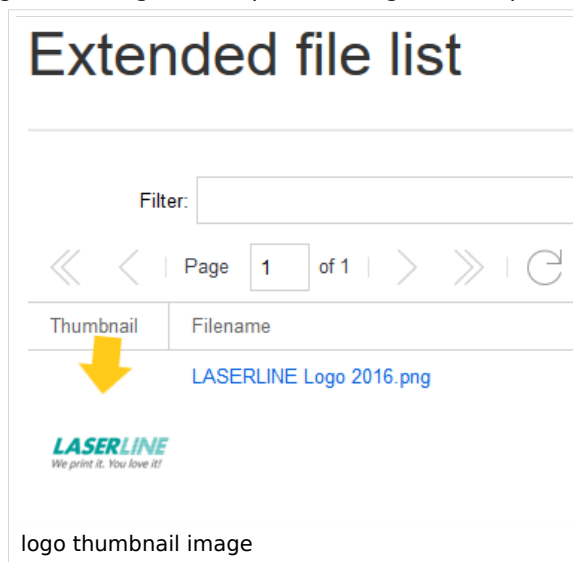 Extended file list
Filter:
Page 1 of 1
Thumbnail Filename
LASERLINE Logo 2016.png
LASERLINE
We print it. You love it!
logo thumbnail image